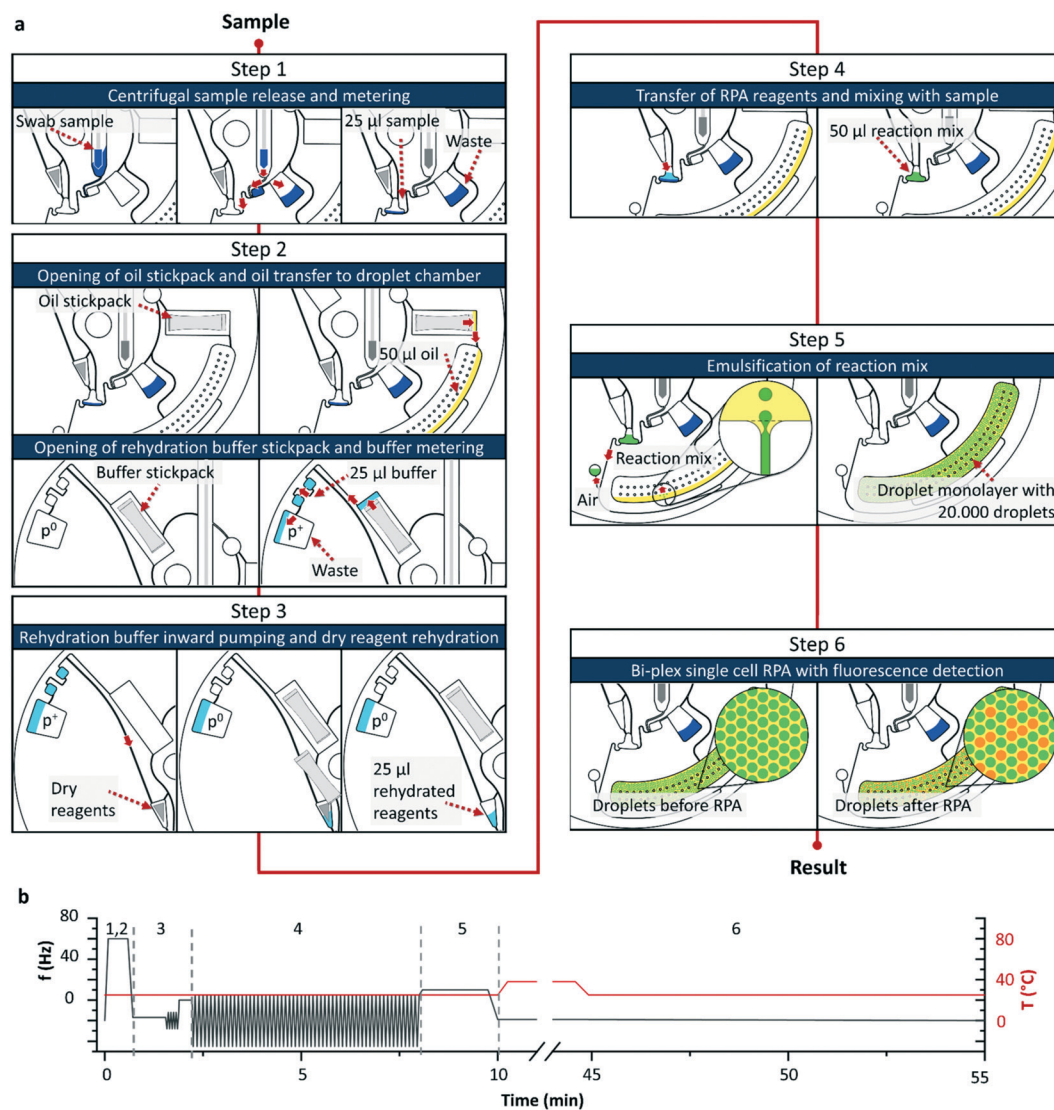 a
Sample
Step 1
Centrifugal sample release and metering
Swab sample
25 µl sample
Waste
Step 2
Opening of oil stickpack and oil transfer to droplet chamber
Oil stickpack
50 µl oil
Opening of rehydration buffer stickpack and buffer metering
Buffer stickpack
p⁰
25 µl buffer
p⁺
Waste
Step 3
Rehydration buffer inward pumping and dry reagent rehydration
p⁺
Dry
reagents
p⁰
p⁰
25 µl
rehydrated
reagents
Step 4
Transfer of RPA reagents and mixing with sample
50 µl reaction mix
Step 5
Emulsification of reaction mix
Reaction mix
Air
Droplet monolayer with
20.000 droplets
Step 6
Bi-plex single cell RPA with fluorescence detection
Droplets before RPA
Droplets after RPA
Result
b
80
40
0
f (Hz)
1,2
3
4
5
6
80
40
0
T (°C)
0
5
10
45
50
55
Time (min)